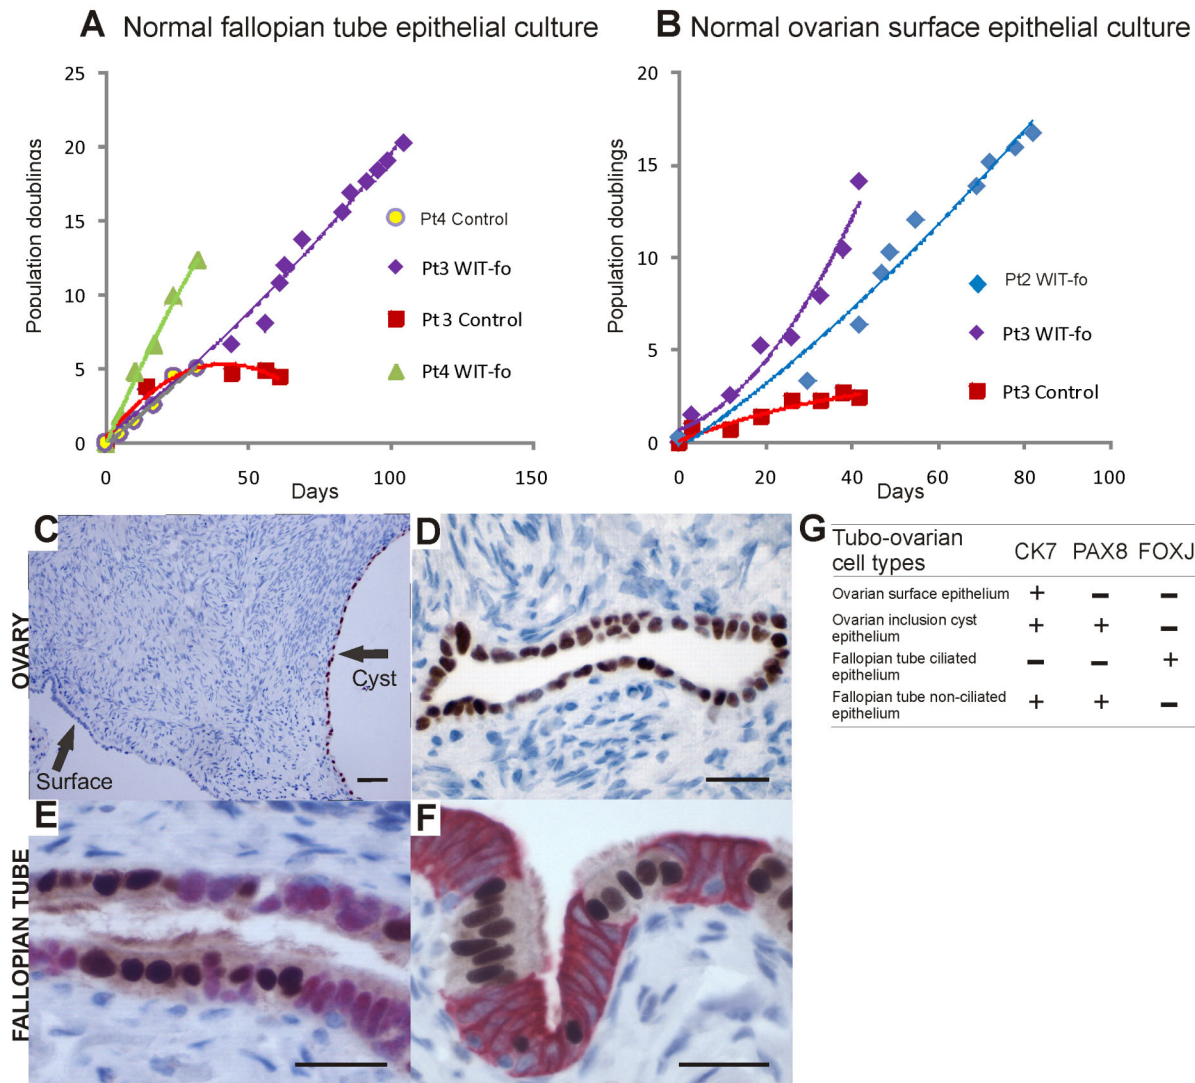 A Normal fallopian tube epithelial culture
25
20
15
10
5
0
Population doublings
0 50 100 150
Days
Pt4 Control
Pt3 WIT-fo
Pt 3 Control
Pt4 WIT-fo
B Normal ovarian surface epithelial culture
20
15
10
5
0
Population doublings
0 20 40 60 80 100
Days
Pt2 WIT-fo
Pt3 WIT-fo
Pt3 Control
OVARY
C
Cyst
Surface
D
FALLOPIAN TUBE
E
F
G
Tubo-ovarian
cell types CK7 PAX8 FOXJ
Ovarian surface epithelium + – –
Ovarian inclusion cyst
epithelium + + –
Fallopian tube ciliated
epithelium – – +
Fallopian tube non-ciliated
epithelium + + –